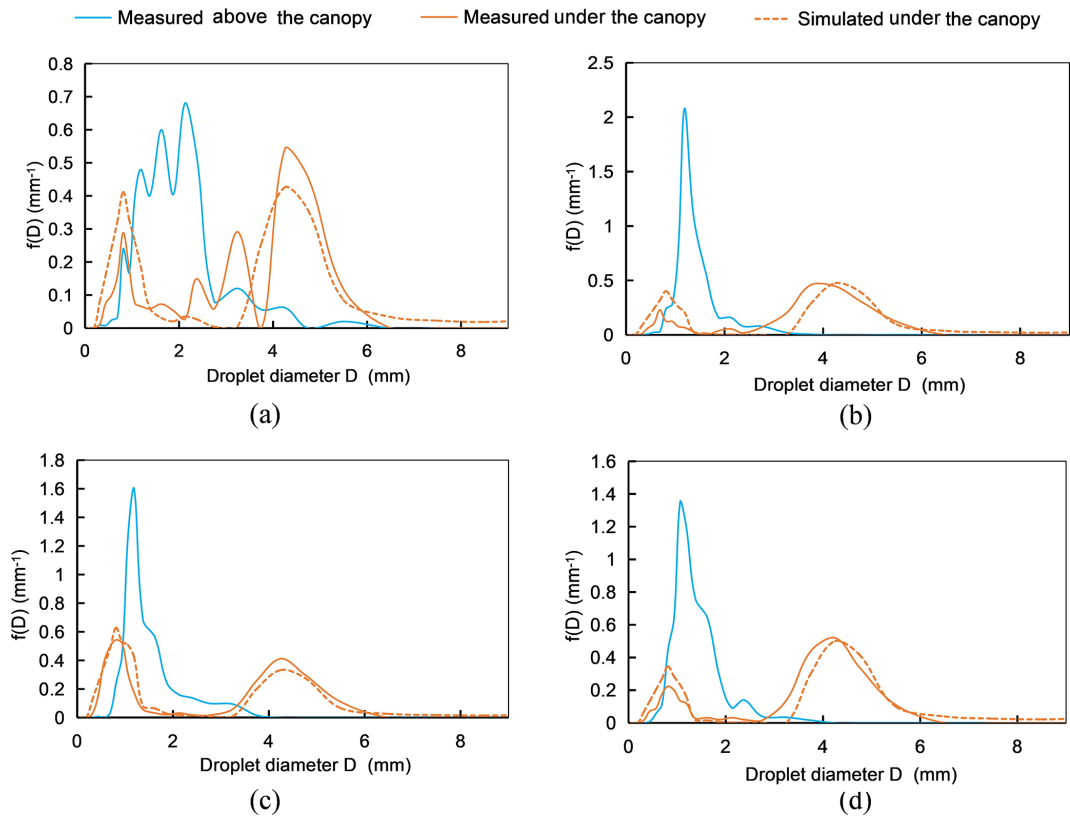 Measured above the canopy Measured under the canopy Simulated under the canopy
0.8
0.7
0.6
0.5
0.4
0.3
0.2
0.1
0
f(D) (mm⁻¹)
0 2 4 6 8
Droplet diameter D (mm)
(a)
2.5
2
1.5
1
0.5
0
f(D) (mm⁻¹)
0 2 4 6 8
Droplet diameter D (mm)
(b)
1.8
1.6
1.4
1.2
1
0.8
0.6
0.4
0.2
0
f(D) (mm⁻¹)
0 2 4 6 8
Droplet diameter D (mm)
(c)
1.6
1.4
1.2
1
0.8
0.6
0.4
0.2
0
f(D) (mm⁻¹)
0 2 4 6 8
Droplet diameter D (mm)
(d)